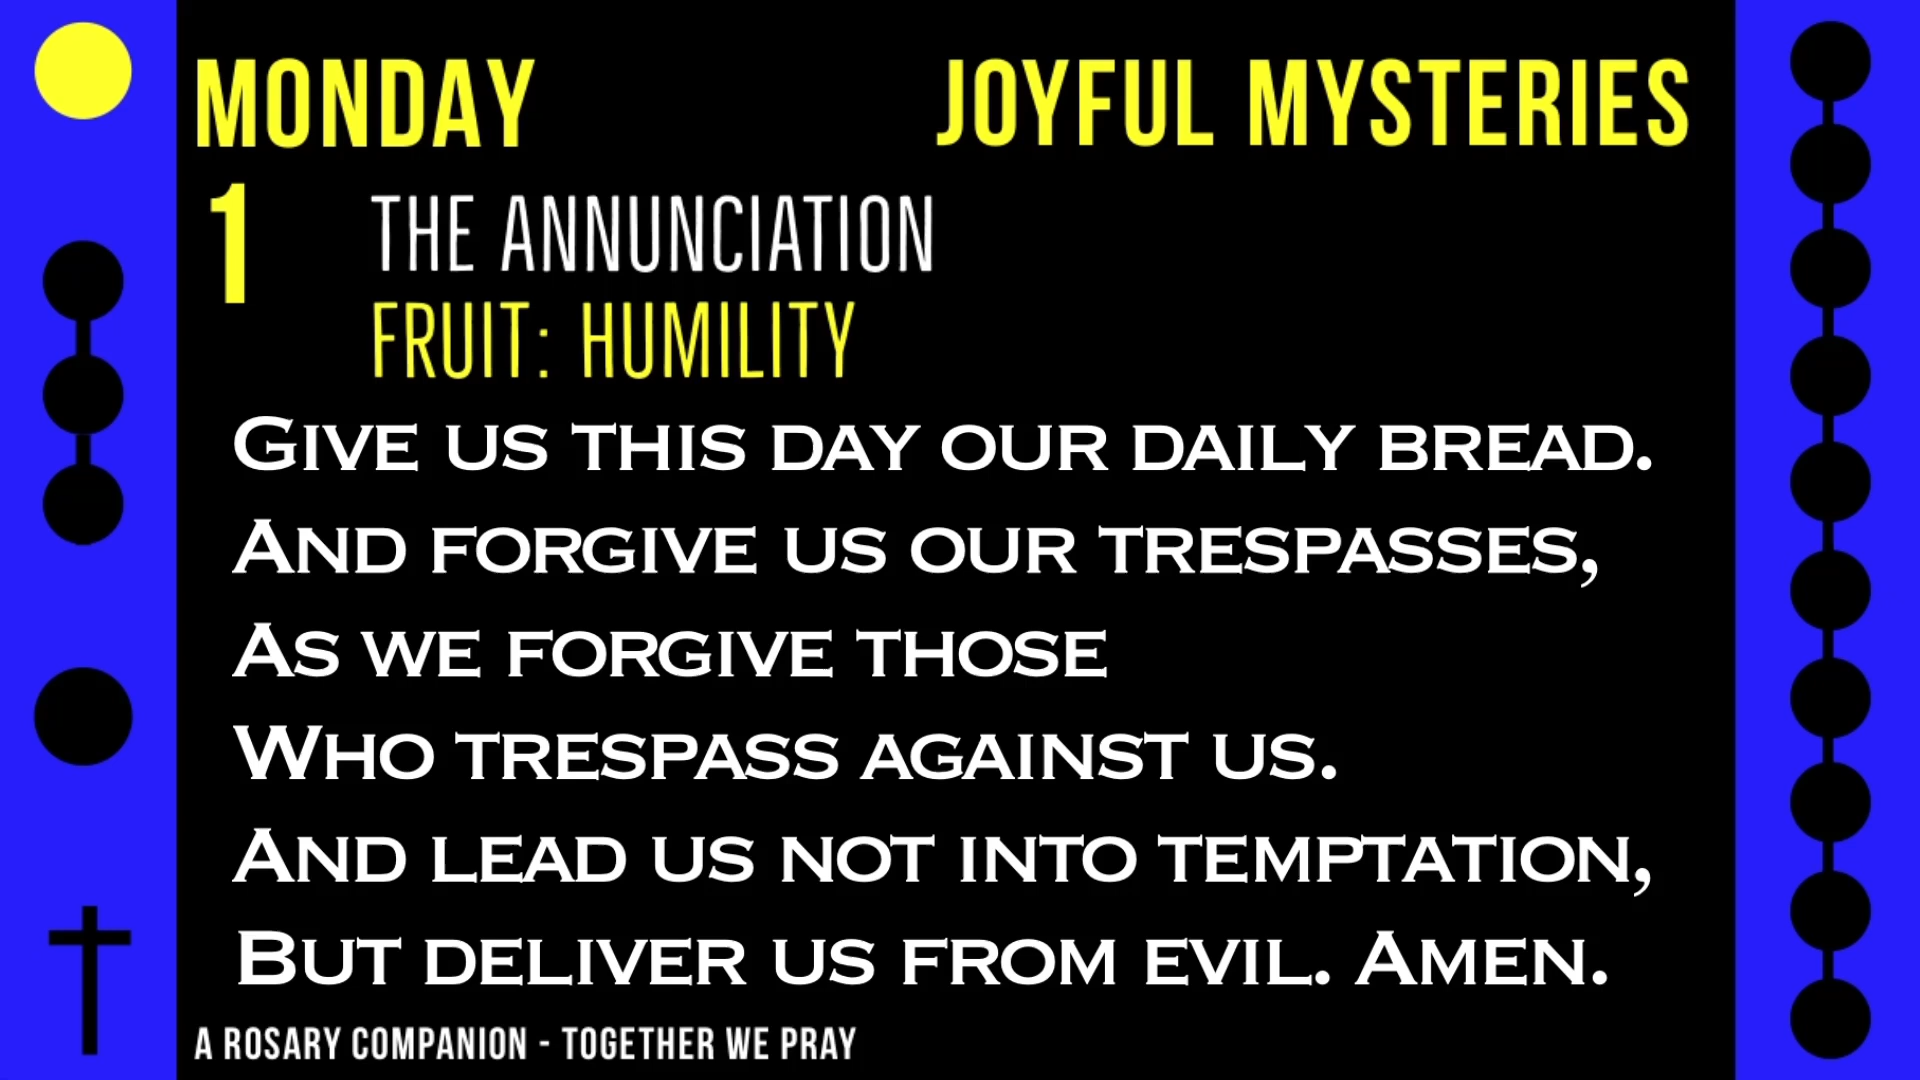 MONDAY JOYFUL MYSTERIES
1 THE ANNUNCIATION
FRUIT: HUMILITY
GIVE US THIS DAY OUR DAILY BREAD.
AND FORGIVE US OUR TRESPASSES,
AS WE FORGIVE THOSE
WHO TRESPASS AGAINST US.
AND LEAD US NOT INTO TEMPTATION,
BUT DELIVER US FROM EVIL. AMEN.
A ROSARY COMPANION - TOGETHER WE PRAY